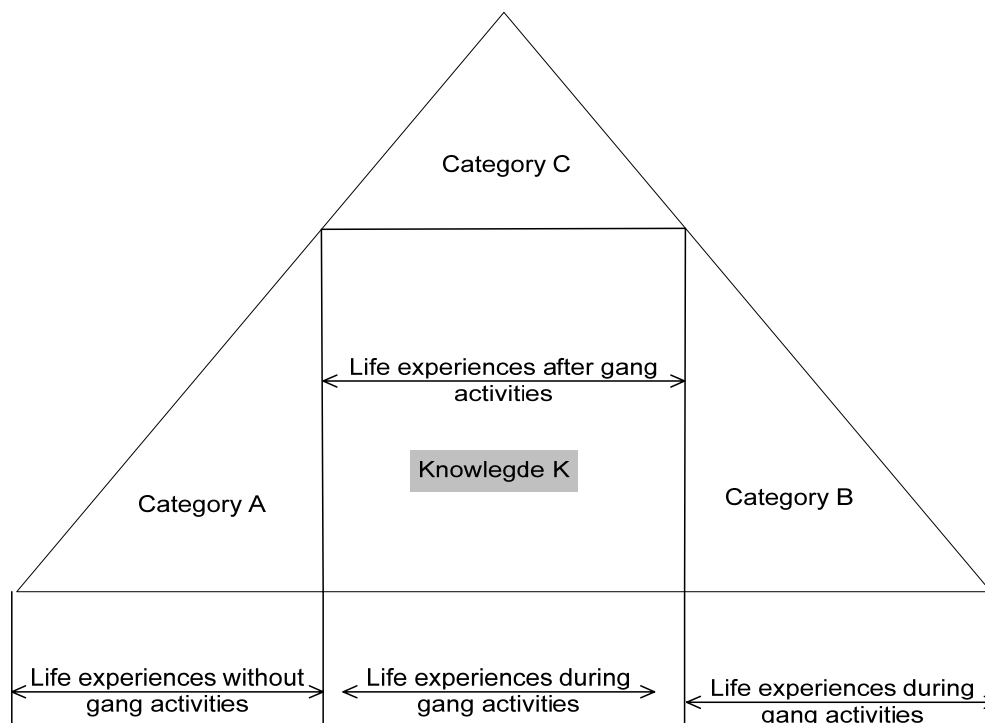 Category C
Life experiences after gang
activities
Knowlegde K
Category A
Category B
Life experiences without
gang activities
Life experiences during
gang activities
Life experiences during
gang activities